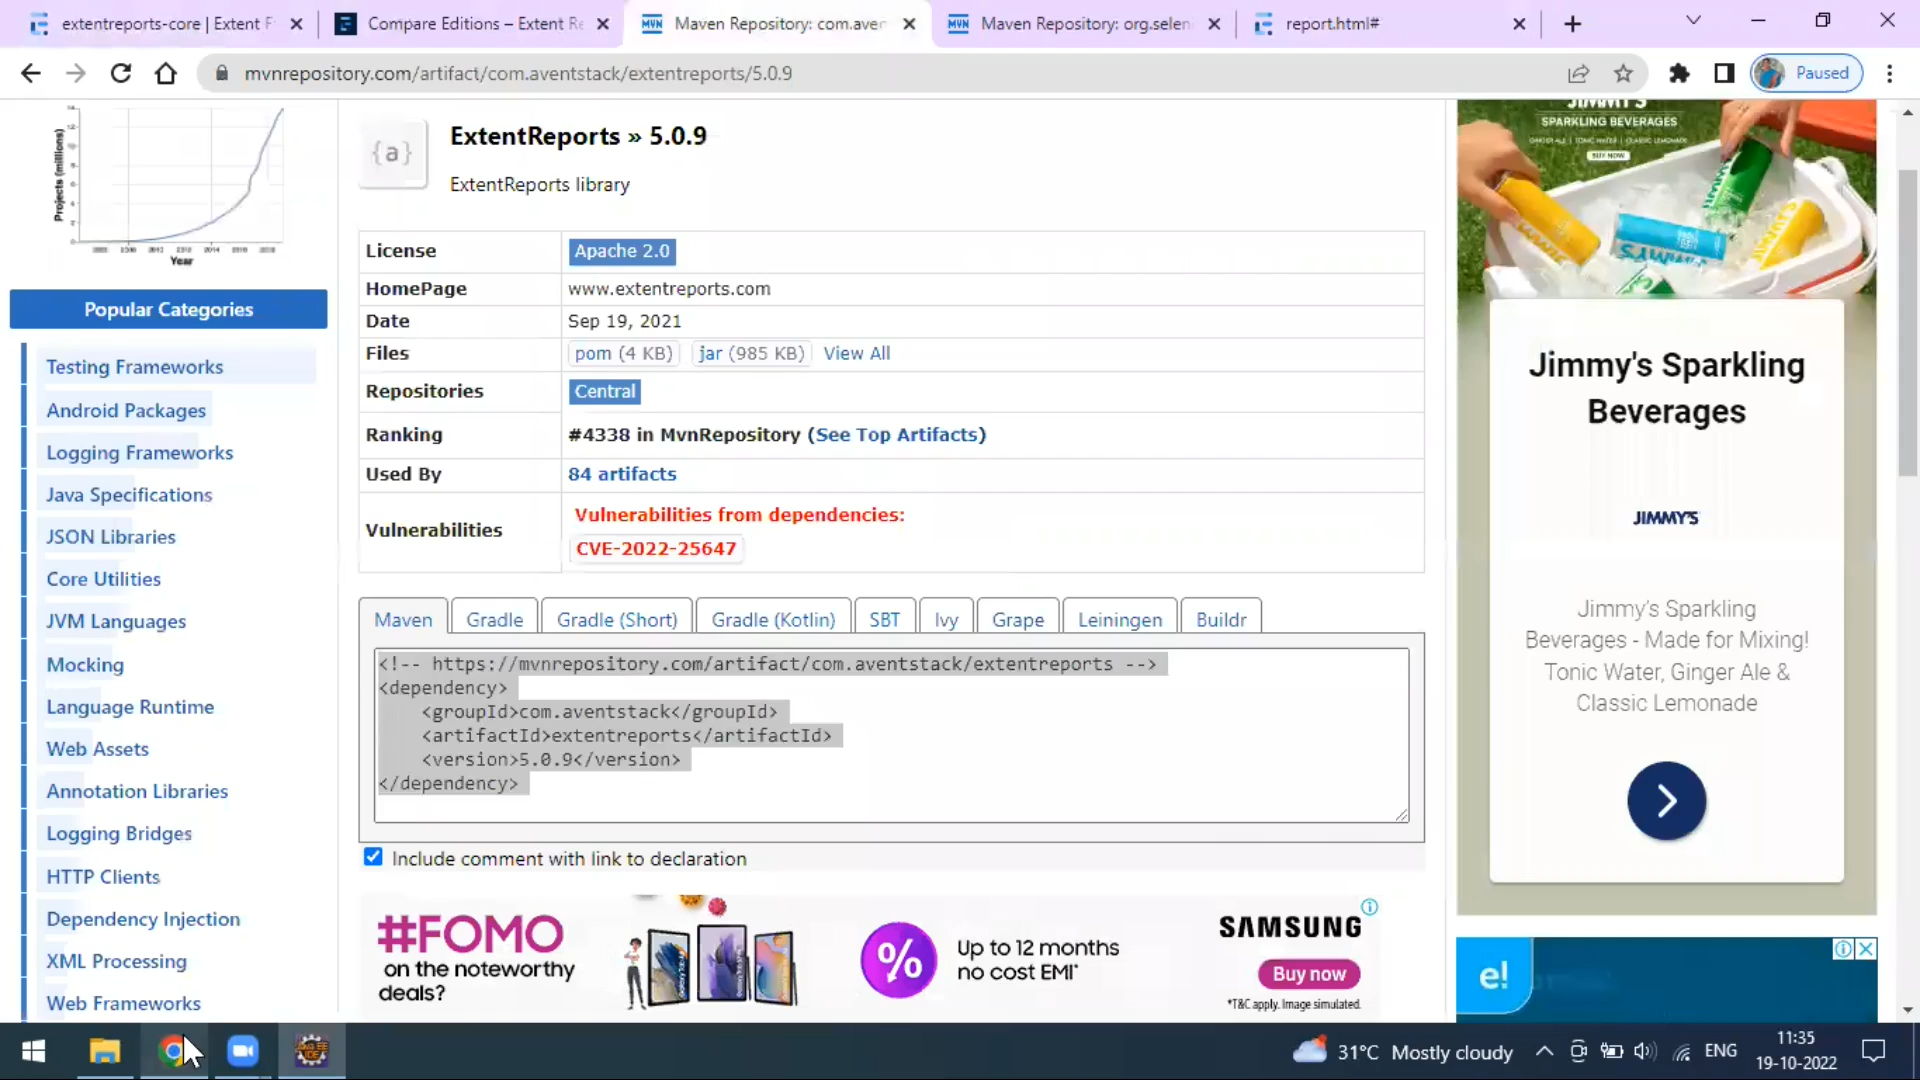 extentreports-core | Extent F
Compare Editions – Extent Re
MVN Maven Repository: com.aven
MVN Maven Repository: org.selen
report.html#
mvnrepository.com/artifact/com.aventstack/extentreports/5.0.9
Paused
Projects (millions)
Year
Popular Categories
Testing Frameworks
Android Packages
Logging Frameworks
Java Specifications
JSON Libraries
Core Utilities
JVM Languages
Mocking
Language Runtime
Web Assets
Annotation Libraries
Logging Bridges
HTTP Clients
Dependency Injection
XML Processing
Web Frameworks
{a}
ExtentReports » 5.0.9
ExtentReports library
License Apache 2.0
HomePage www.extentreports.com
Date Sep 19, 2021
Files pom (4 KB) jar (985 KB) View All
Repositories Central
Ranking #4338 in MvnRepository (See Top Artifacts)
Used By 84 artifacts
Vulnerabilities Vulnerabilities from dependencies:
CVE-2022-25647
Maven Gradle Gradle (Short) Gradle (Kotlin) SBT Ivy Grape Leiningen Buildr
<!-- https://mvnrepository.com/artifact/com.aventstack/extentreports -->
<dependency>
<groupId>com.aventstack</groupId>
<artifactId>extentreports</artifactId>
<version>5.0.9</version>
</dependency>
Include comment with link to declaration
#FOMO
on the noteworthy
deals?
%
Up to 12 months
no cost EMI*
SAMSUNG
Buy now
*T&C apply. Image simulated.
JIMMY'S
SPARKLING BEVERAGES
BUY NOW
Jimmy's Sparkling
Beverages
JIMMY'S
Jimmy's Sparkling
Beverages - Made for Mixing!
Tonic Water, Ginger Ale &
Classic Lemonade
e!
31°C Mostly cloudy
ENG
11:35
19-10-2022